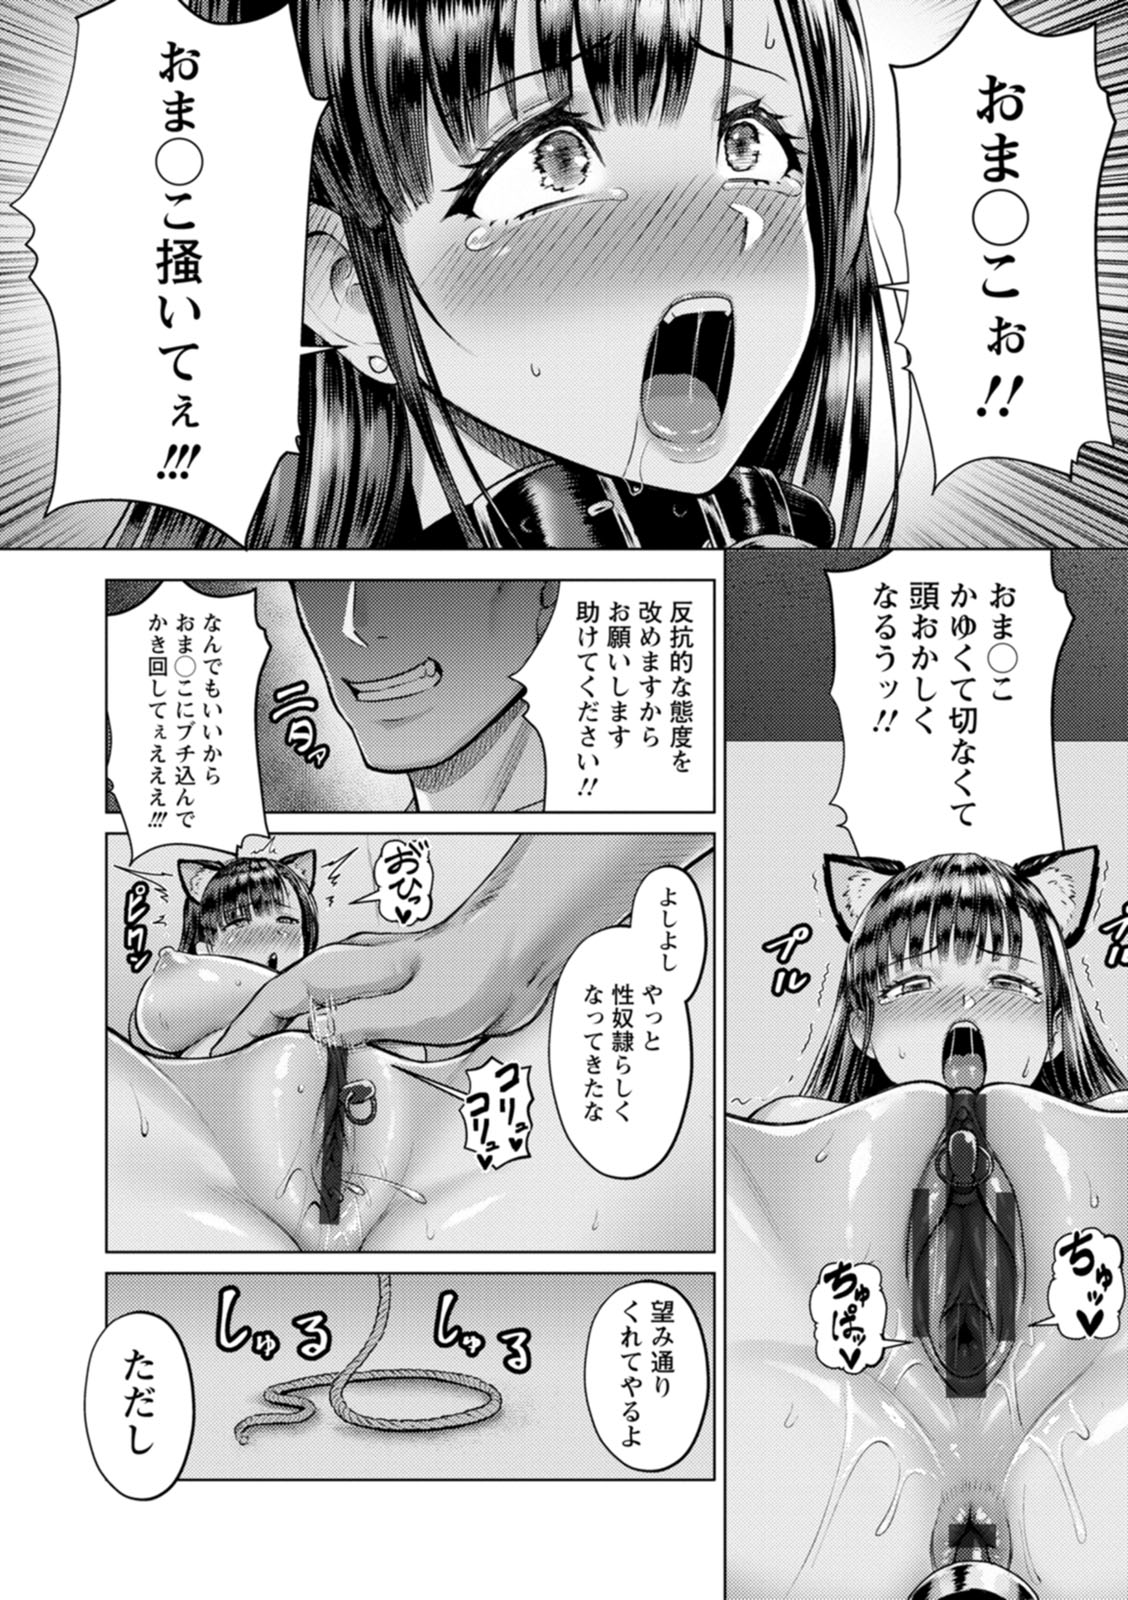 おま◯こぉ!!
おま◯こ掻いてぇ!!!
おま◯こ
かゆくて切なくて
頭おかしく
なるうッ!!
プル
プル
ちゅッ♥
ちゅぱッ♥
反抗的な態度を
改めますから
お願いします
助けてください!!
ニタァ
なんでもいいから
おま◯こにブチ込んで
かき回してぇえええ!!!
よしよし
やっと
性奴隷らしく
なってきたな
おひっ♥
ピクン
コリュ♥
コリュ♥
望み通り
くれてやるよ
しゅる
しゅる
ただし